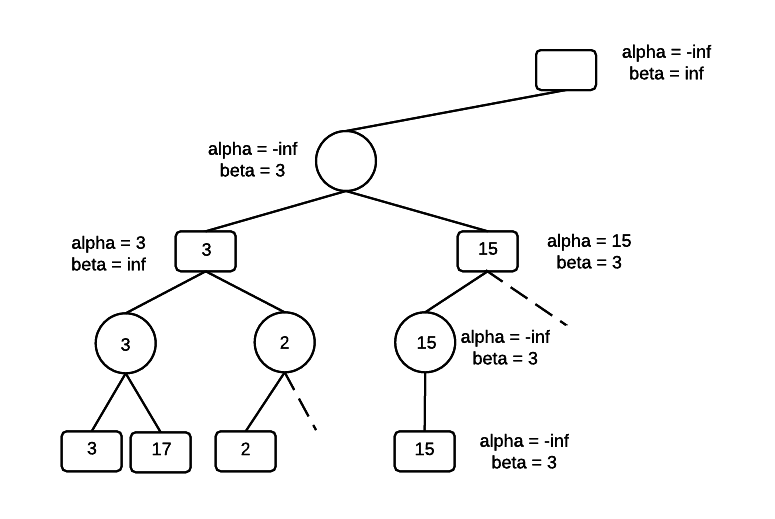 alpha = -inf
beta = inf
alpha = -inf
beta = 3
alpha = 3
beta = inf
3
15
alpha = 15
beta = 3
3
2
15
alpha = -inf
beta = 3
3
17
2
15
alpha = -inf
beta = 3